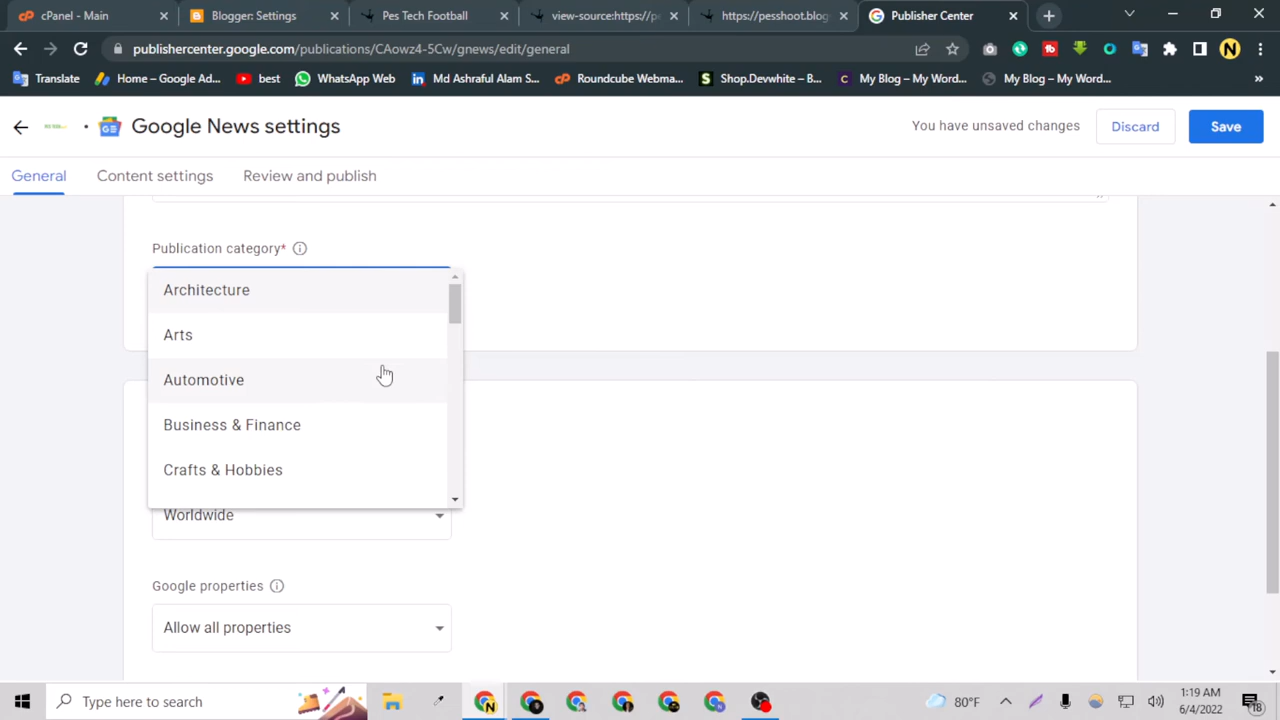 cPanel - Main
Blogger: Settings
Pes Tech Football
view-source:https://pe
https://pesshoot.blog
Publisher Center
publishercenter.google.com/publications/CAowz4-5Cw/gnews/edit/general
Translate
Home – Google Ad...
best
WhatsApp Web
Md Ashraful Alam S...
Roundcube Webma...
Shop.Devwhite – B...
My Blog – My Word...
My Blog – My Word...
Google News settings
You have unsaved changes
Discard
Save
General
Content settings
Review and publish
Publication category*
Architecture
Arts
Automotive
Business & Finance
Crafts & Hobbies
Worldwide
Google properties
Allow all properties
Type here to search
80°F
1:19 AM
6/4/2022
18